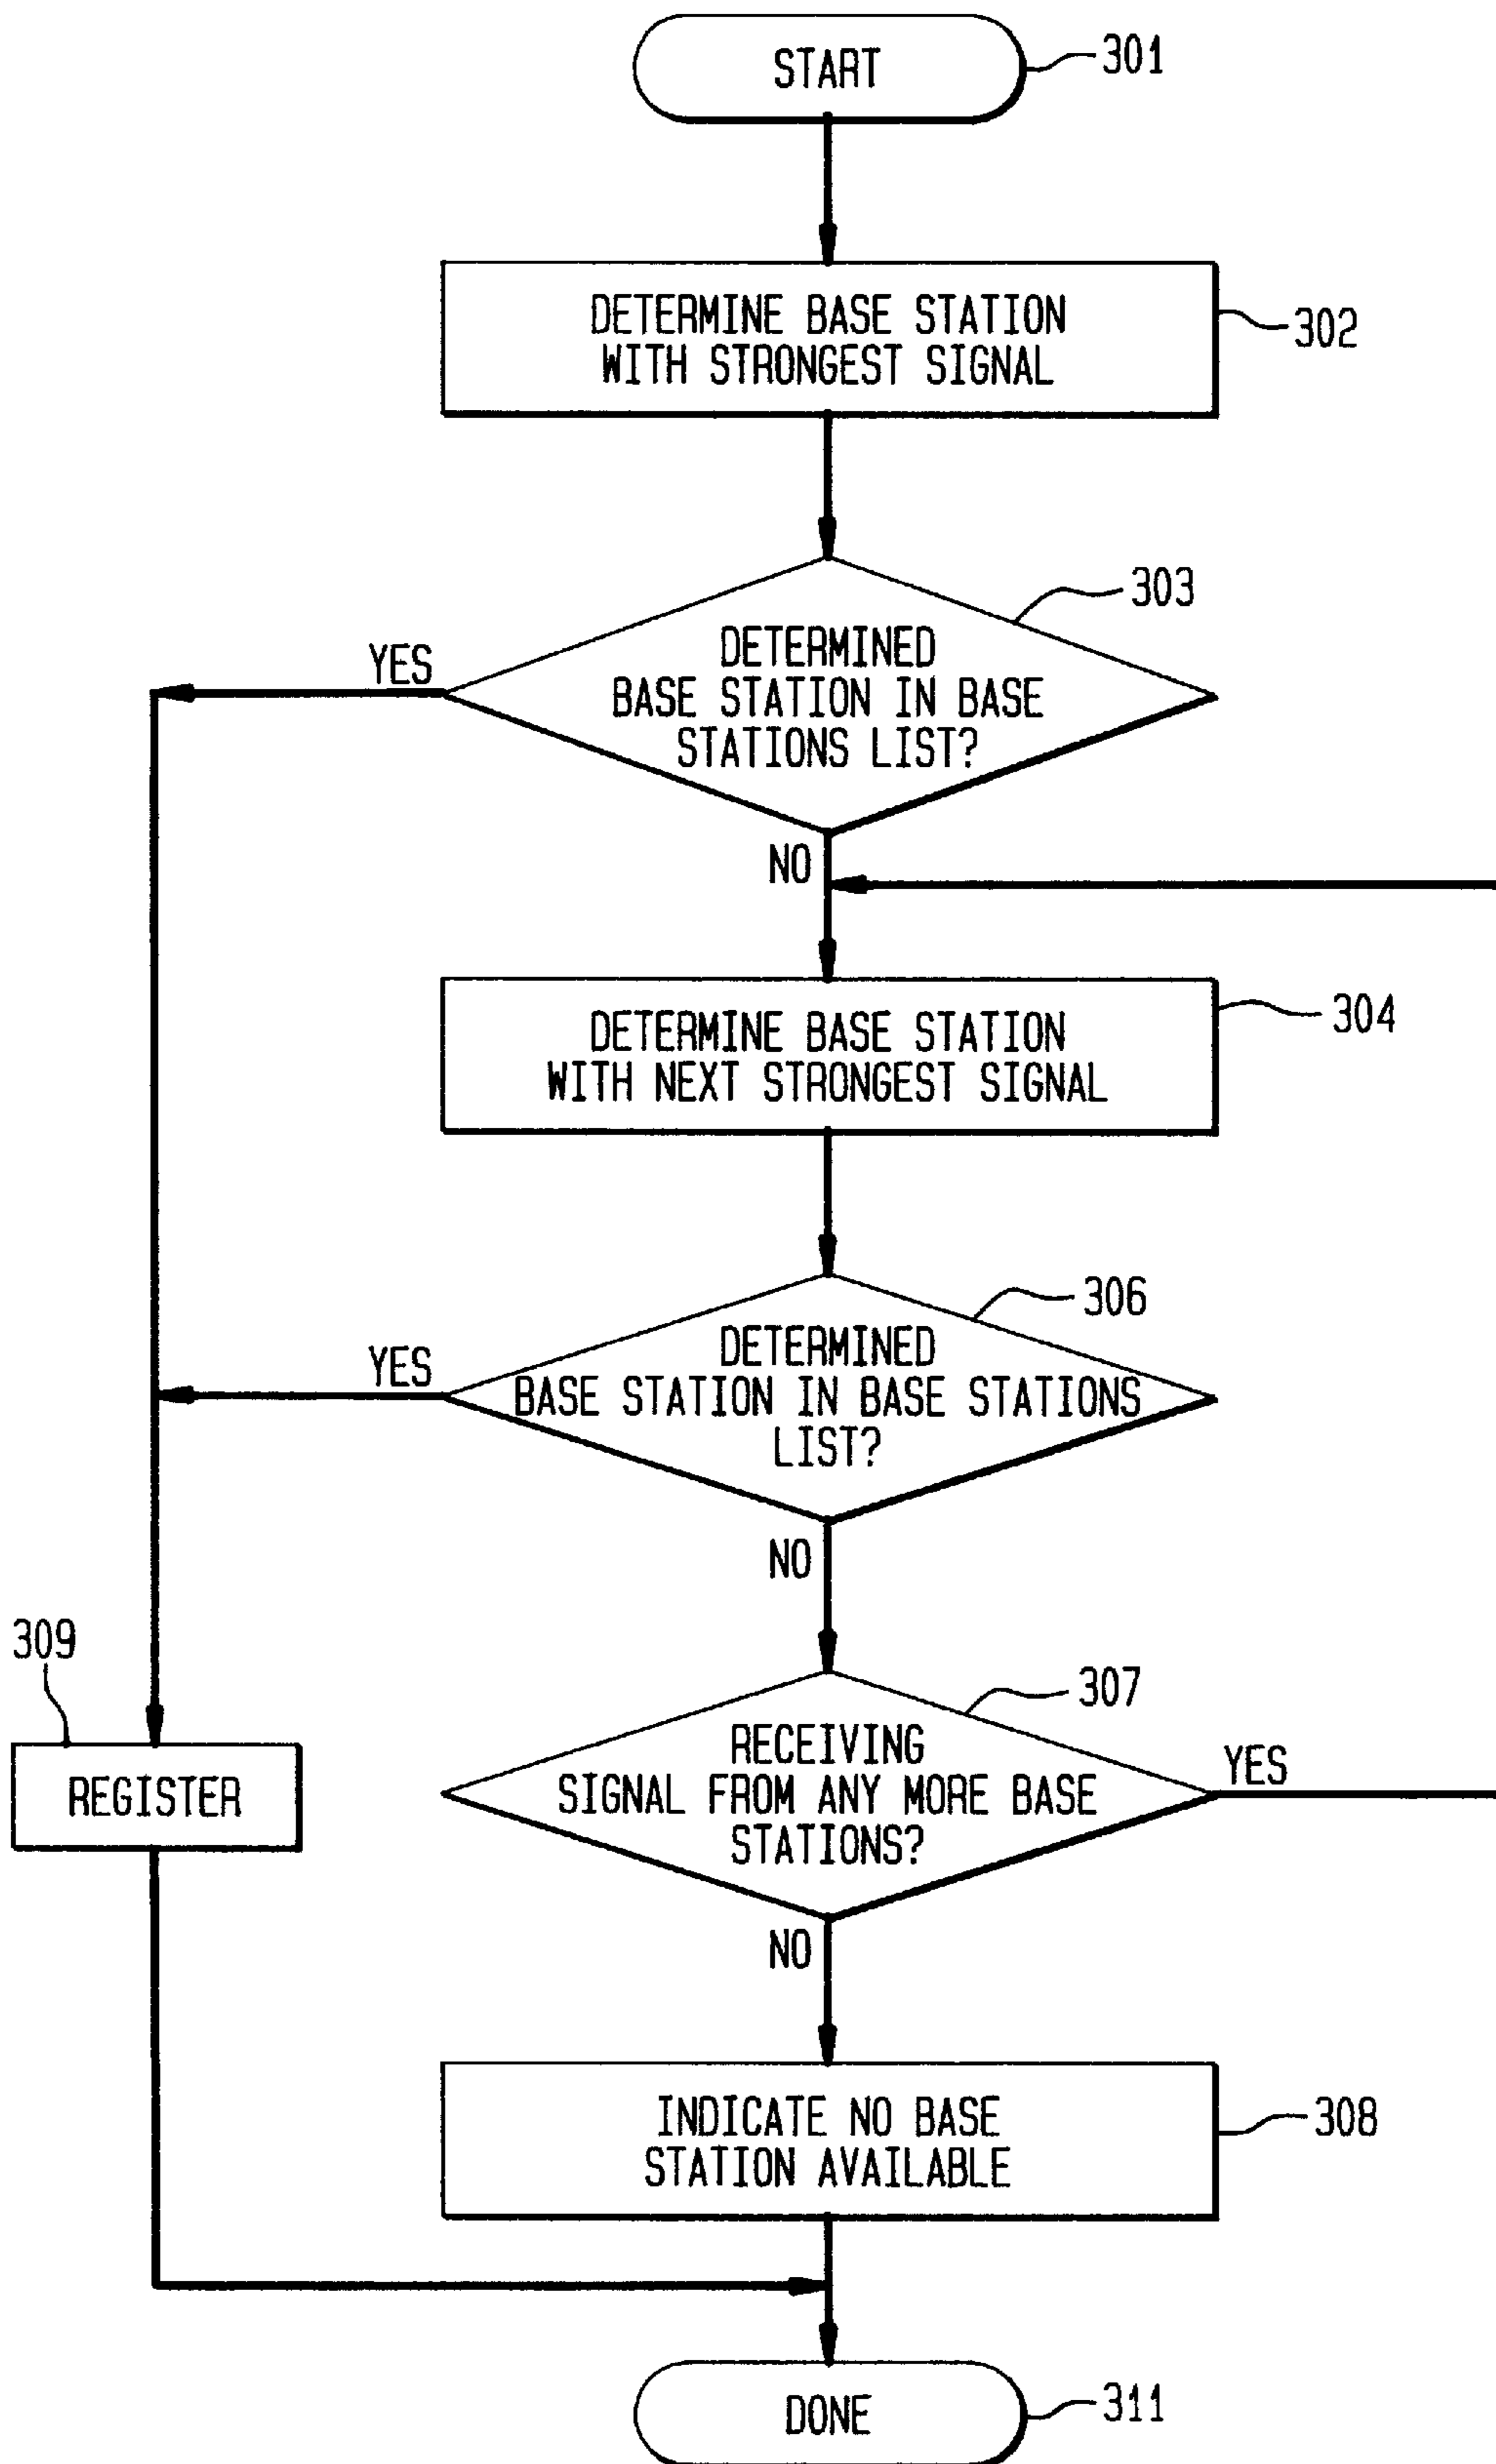 START
301
DETERMINE BASE STATION
WITH STRONGEST SIGNAL
302
303
DETERMINED
BASE STATION IN BASE
STATIONS LIST?
YES
NO
DETERMINE BASE STATION
WITH NEXT STRONGEST SIGNAL
304
306
DETERMINED
BASE STATION IN BASE STATIONS
LIST?
YES
NO
309
REGISTER
307
RECEIVING
SIGNAL FROM ANY MORE BASE
STATIONS?
YES
NO
INDICATE NO BASE
STATION AVAILABLE
308
DONE
311